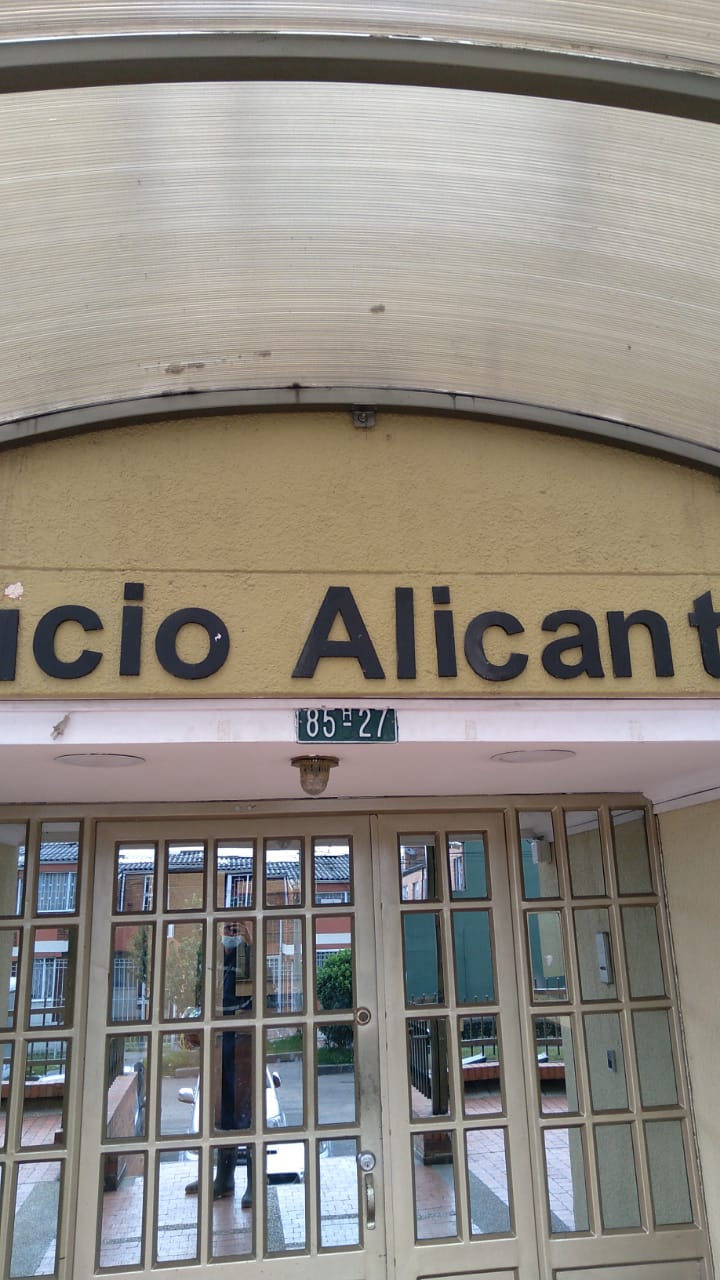 icio Alicant
85 H - 27